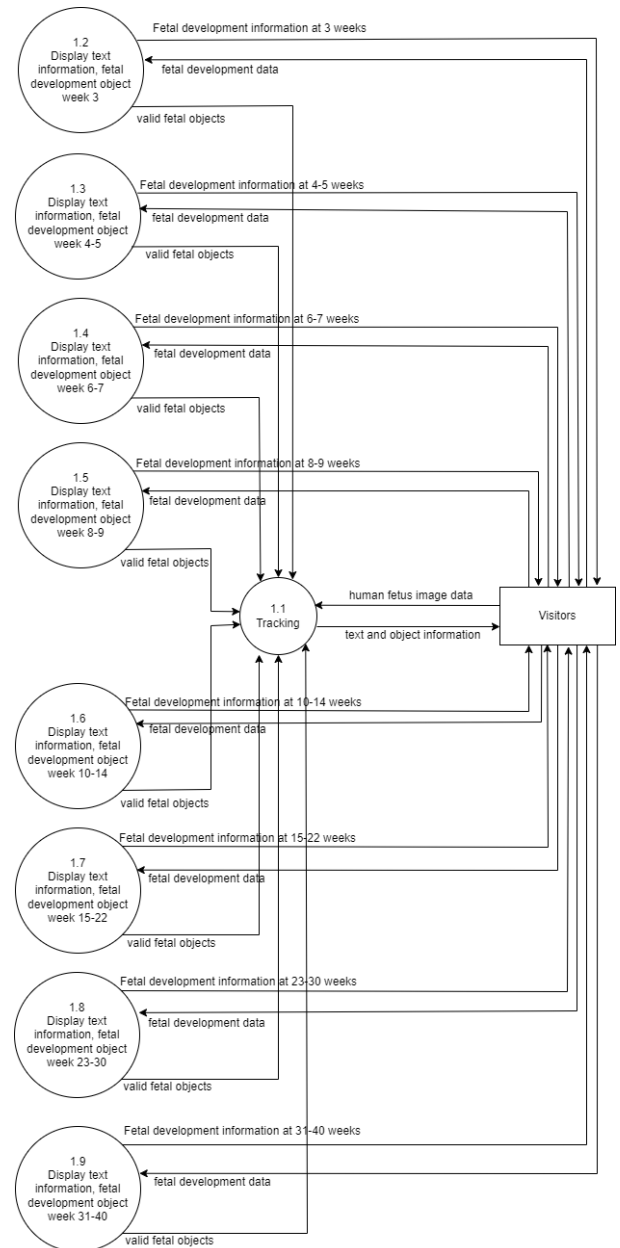 Fetal development information at 3 weeks
1.2
Display text
information, fetal
development object
week 3
fetal development data
valid fetal objects
Fetal development information at 4-5 weeks
1.3
Display text
information, fetal
development object
week 4-5
fetal development data
valid fetal objects
Fetal development information at 6-7 weeks
1.4
Display text
information, fetal
development object
week 6-7
fetal development data
valid fetal objects
Fetal development information at 8-9 weeks
1.5
Display text
information, fetal
development object
week 8-9
fetal development data
valid fetal objects
1.1
Tracking
human fetus image data
text and object information
Visitors
Fetal development information at 10-14 weeks
1.6
Display text
information, fetal
development object
week 10-14
fetal development data
valid fetal objects
Fetal development information at 15-22 weeks
1.7
Display text
information, fetal
development object
week 15-22
fetal development data
valid fetal objects
Fetal development information at 23-30 weeks
1.8
Display text
information, fetal
development object
week 23-30
fetal development data
valid fetal objects
Fetal development information at 31-40 weeks
1.9
Display text
information, fetal
development object
week 31-40
fetal development data
valid fetal objects